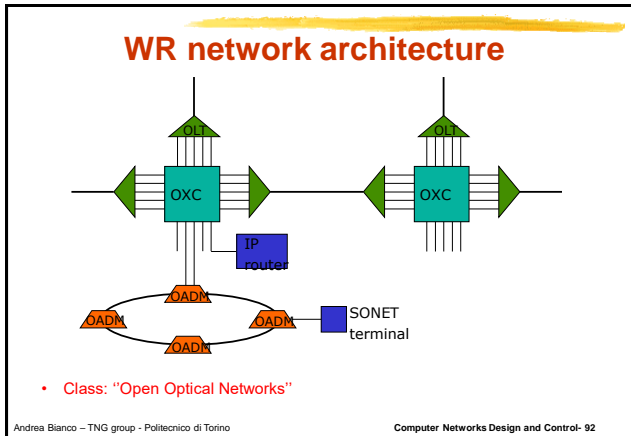 WR network architecture
OLT
OLT
OXC
OXC
IP
router
OADM
OADM
OADM
OADM
SONET
terminal
• Class: ‘‘Open Optical Networks’’
Andrea Bianco – TNG group - Politecnico di Torino
Computer Networks Design and Control- 92